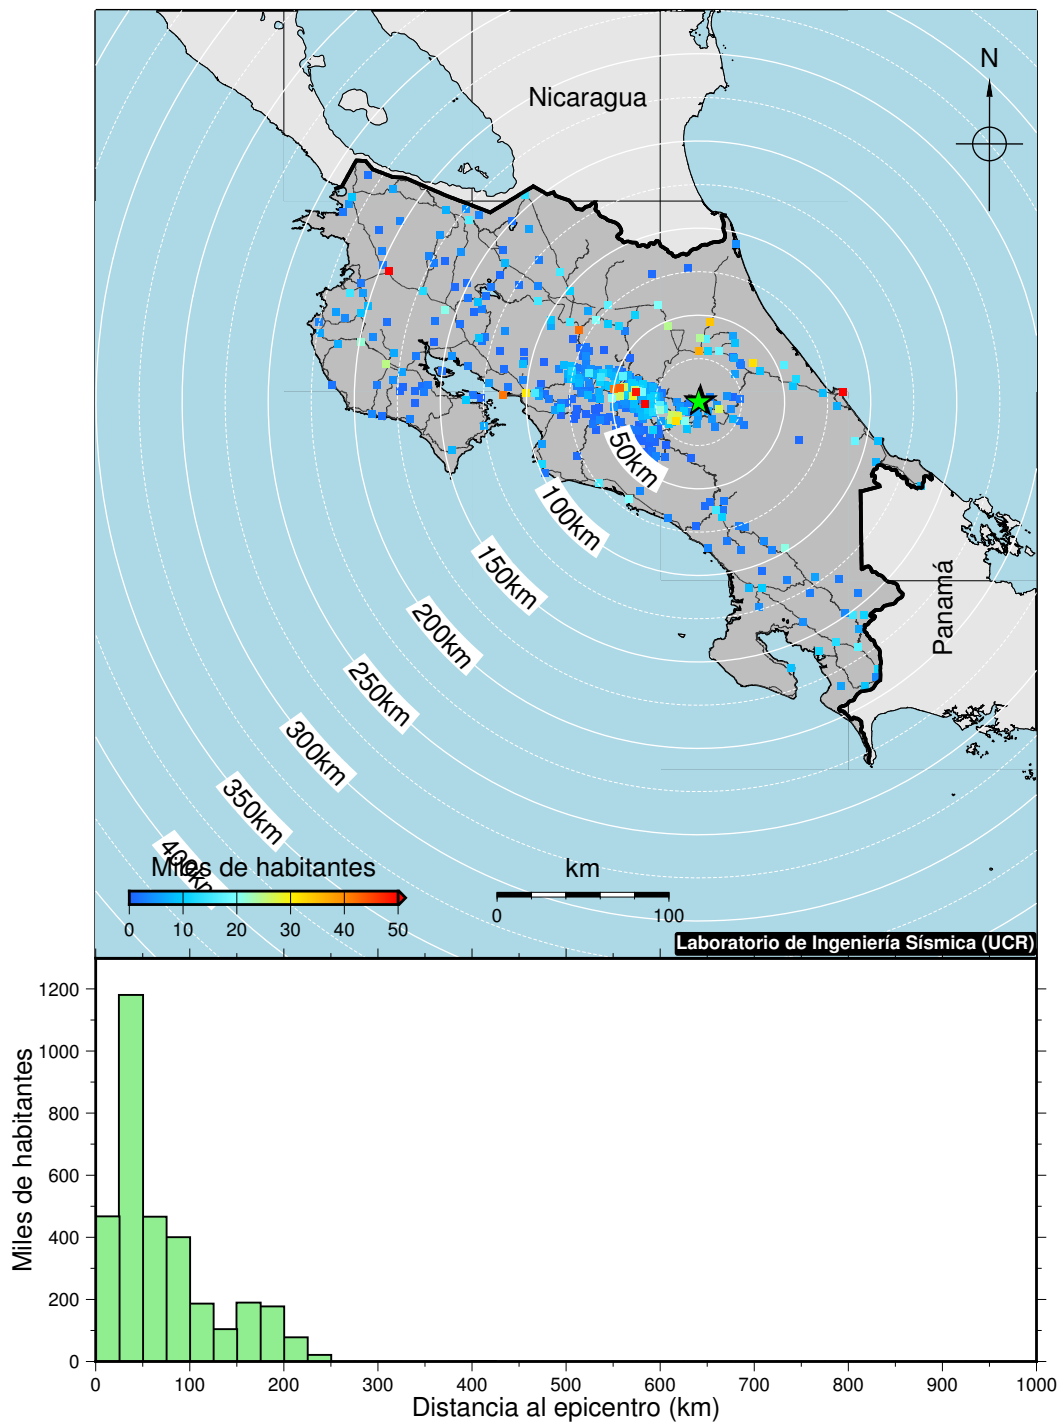 N
Nicaragua
50km
100km
150km
Panamá
200km
250km
300km
350km
400km
Miles de habitantes
0 10 20 30 40 50
km
0 100
Laboratorio de Ingeniería Sísmica (UCR)
Miles de habitantes
1200
1000
800
600
400
200
0
0 100 200 300 400 500 600 700 800 900 1000
Distancia al epicentro (km)